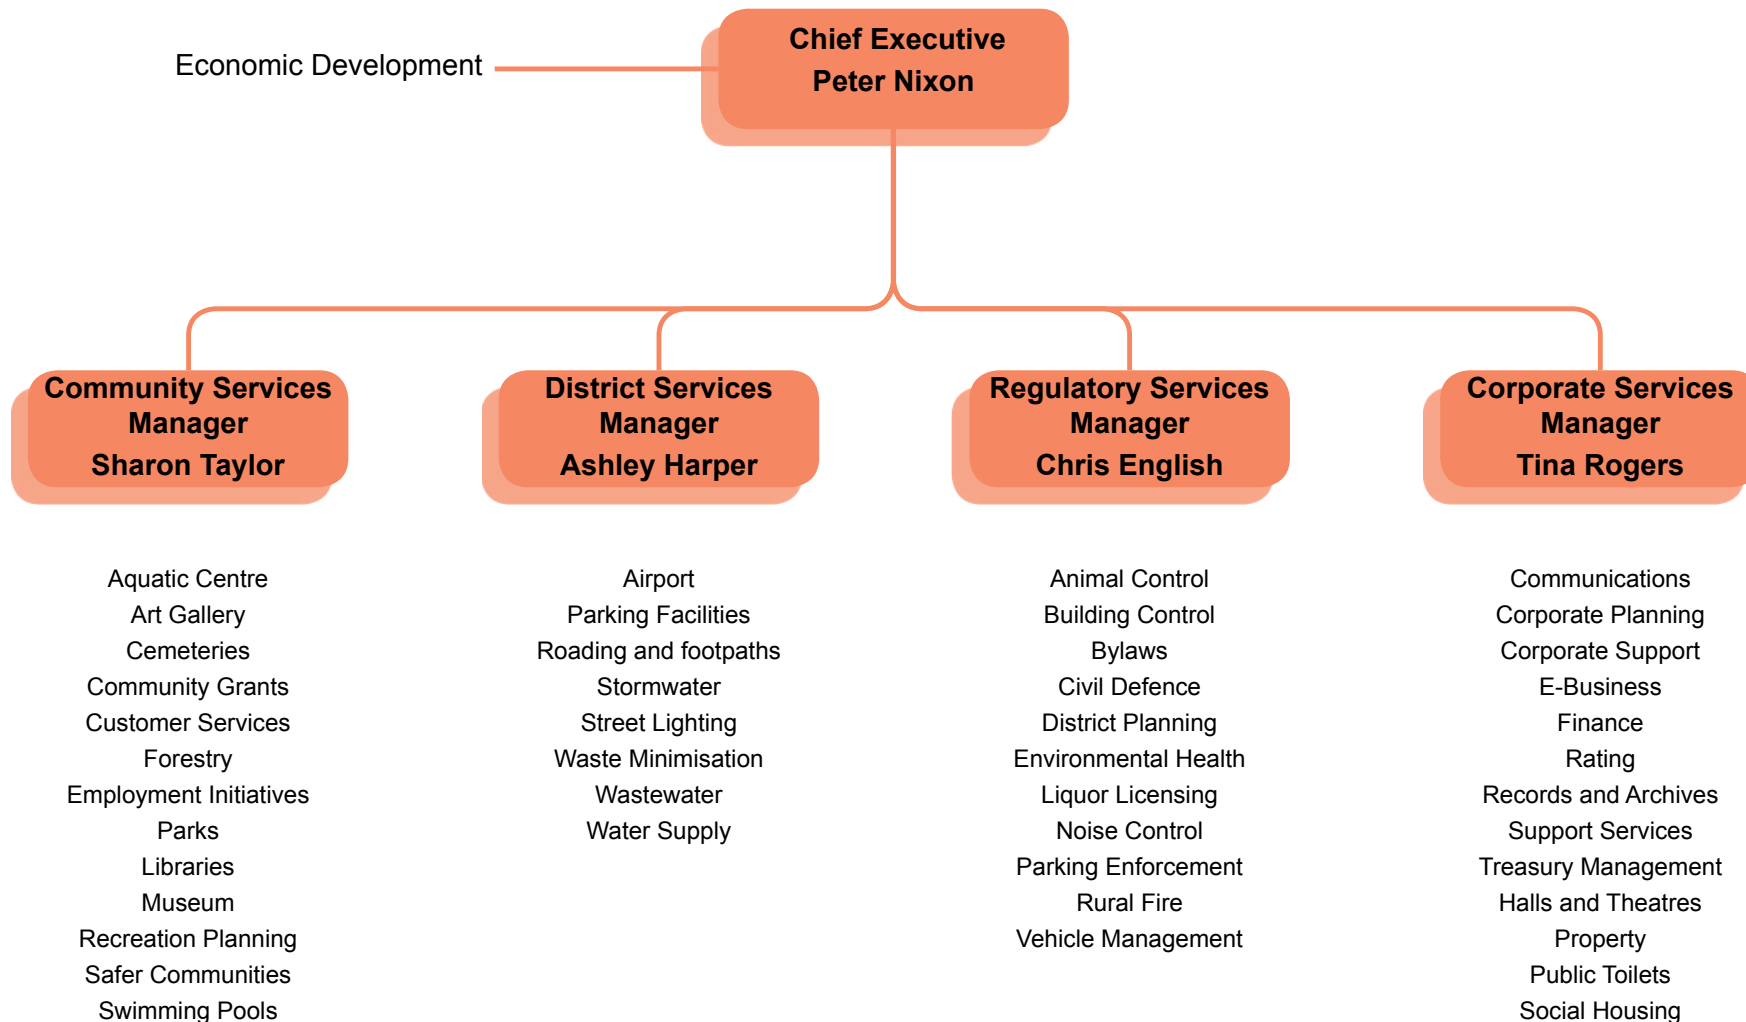 Chief Executive
Peter Nixon
Economic Development
Community Services
Manager
Sharon Taylor
District Services
Manager
Ashley Harper
Regulatory Services
Manager
Chris English
Corporate Services
Manager
Tina Rogers
Aquatic Centre
Art Gallery
Cemeteries
Community Grants
Customer Services
Forestry
Employment Initiatives
Parks
Libraries
Museum
Recreation Planning
Safer Communities
Swimming Pools
Airport
Parking Facilities
Roading and footpaths
Stormwater
Street Lighting
Waste Minimisation
Wastewater
Water Supply
Animal Control
Building Control
Bylaws
Civil Defence
District Planning
Environmental Health
Liquor Licensing
Noise Control
Parking Enforcement
Rural Fire
Vehicle Management
Communications
Corporate Planning
Corporate Support
E-Business
Finance
Rating
Records and Archives
Support Services
Treasury Management
Halls and Theatres
Property
Public Toilets
Social Housing